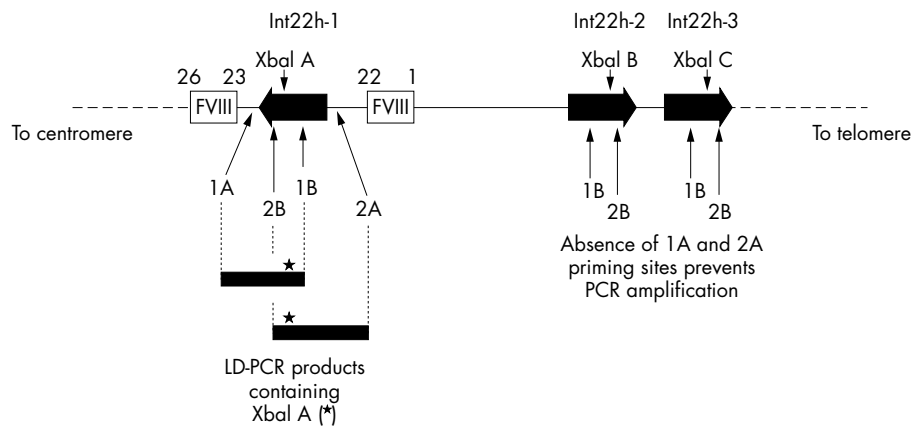 Int22h-1
Int22h-2
Int22h-3
XbaI A
XbaI B
XbaI C
26
23
22
1
FVIII
FVIII
To centromere
To telomere
1A
2B
1B
2A
1B
2B
1B
2B
Absence of 1A and 2A
priming sites prevents
PCR amplification
LD-PCR products
containing
XbaI A (★)